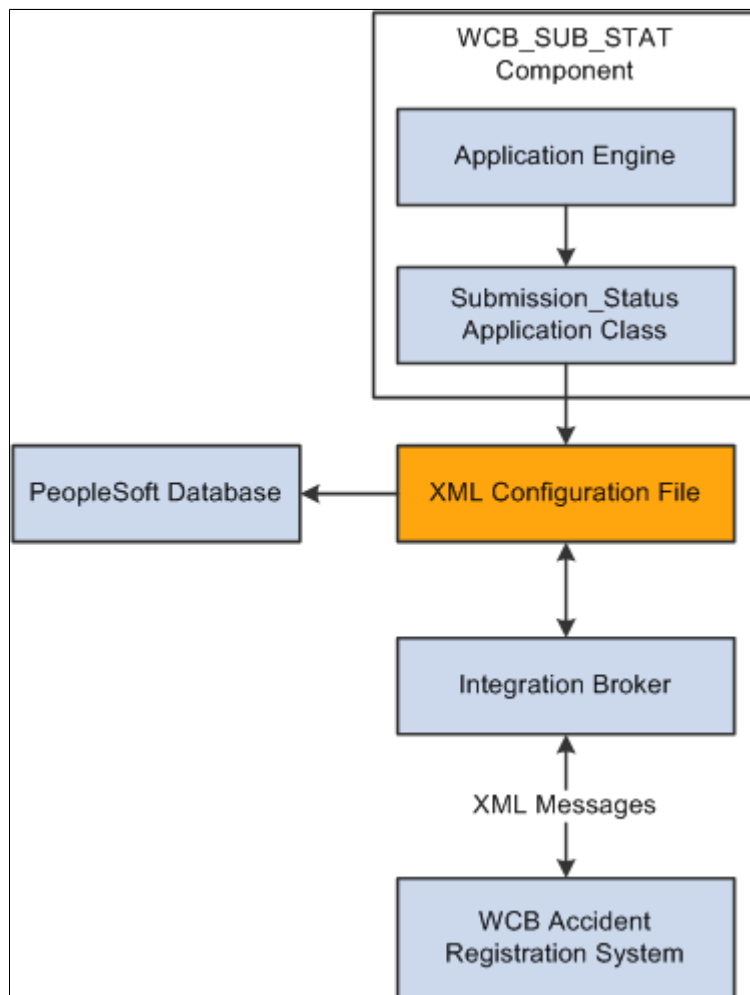 WCB_SUB_STAT
Component
Application Engine
Submission_Status
Application Class
PeopleSoft Database
XML Configuration File
Integration Broker
XML Messages
WCB Accident
Registration System